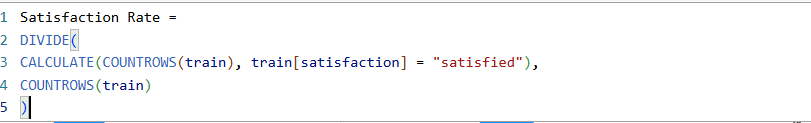 1 Satisfaction Rate =
2 DIVIDE(
3 CALCULATE(COUNTROWS(train), train[satisfaction] = "satisfied"),
4 COUNTROWS(train)
5 )